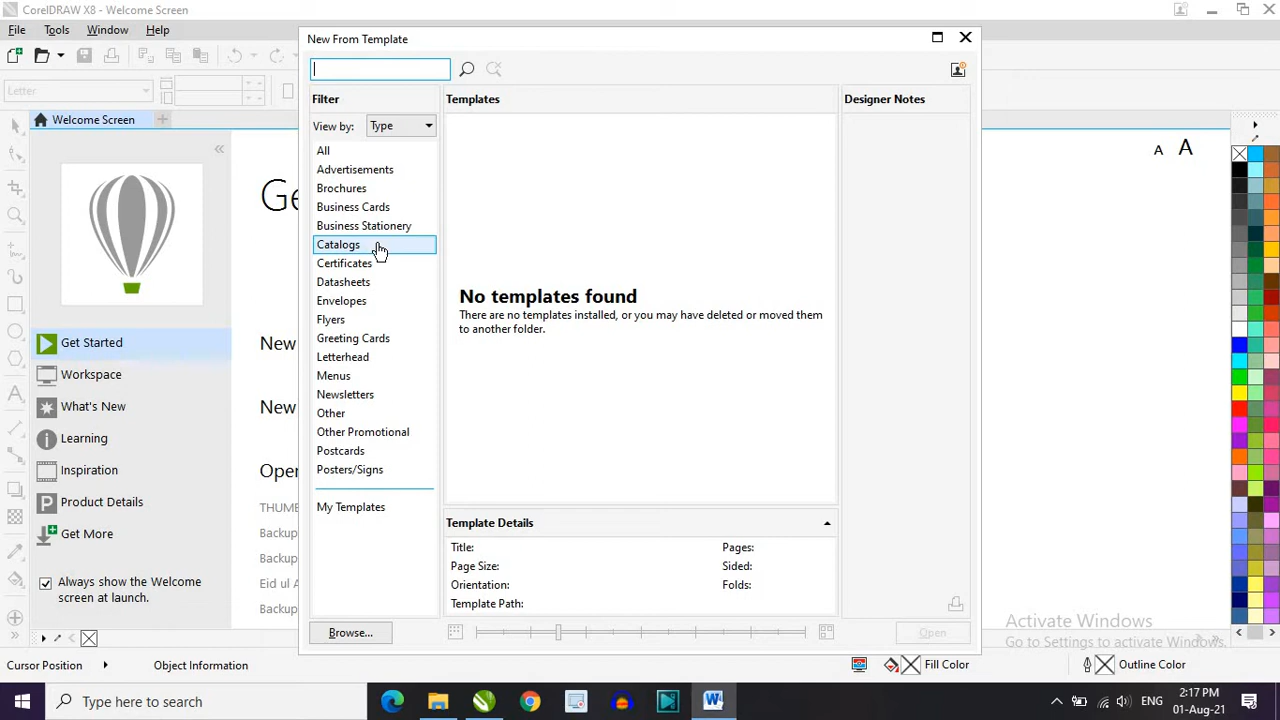 CorelDRAW X8 - Welcome Screen
File Tools Window Help
Letter
Welcome Screen
Get Started
Workspace
What's New
Learning
Inspiration
Product Details
Get More
Always show the Welcome
screen at launch.
Ge
New
New
Open
THUME
Backup
Backup
Eid ul A
Backup
New From Template
Filter
View by: Type
All
Advertisements
Brochures
Business Cards
Business Stationery
Catalogs
Certificates
Datasheets
Envelopes
Flyers
Greeting Cards
Letterhead
Menus
Newsletters
Other
Other Promotional
Postcards
Posters/Signs
My Templates
Browse...
Templates
No templates found
There are no templates installed, or you may have deleted or moved them
to another folder.
Template Details
Title: Pages:
Page Size: Sided:
Orientation: Folds:
Template Path:
Designer Notes
Open
A A
Activate Windows
Go to Settings to activate Windows.
Cursor Position Object Information Fill Color Outline Color
Type here to search
ENG
2:17 PM
01-Aug-21